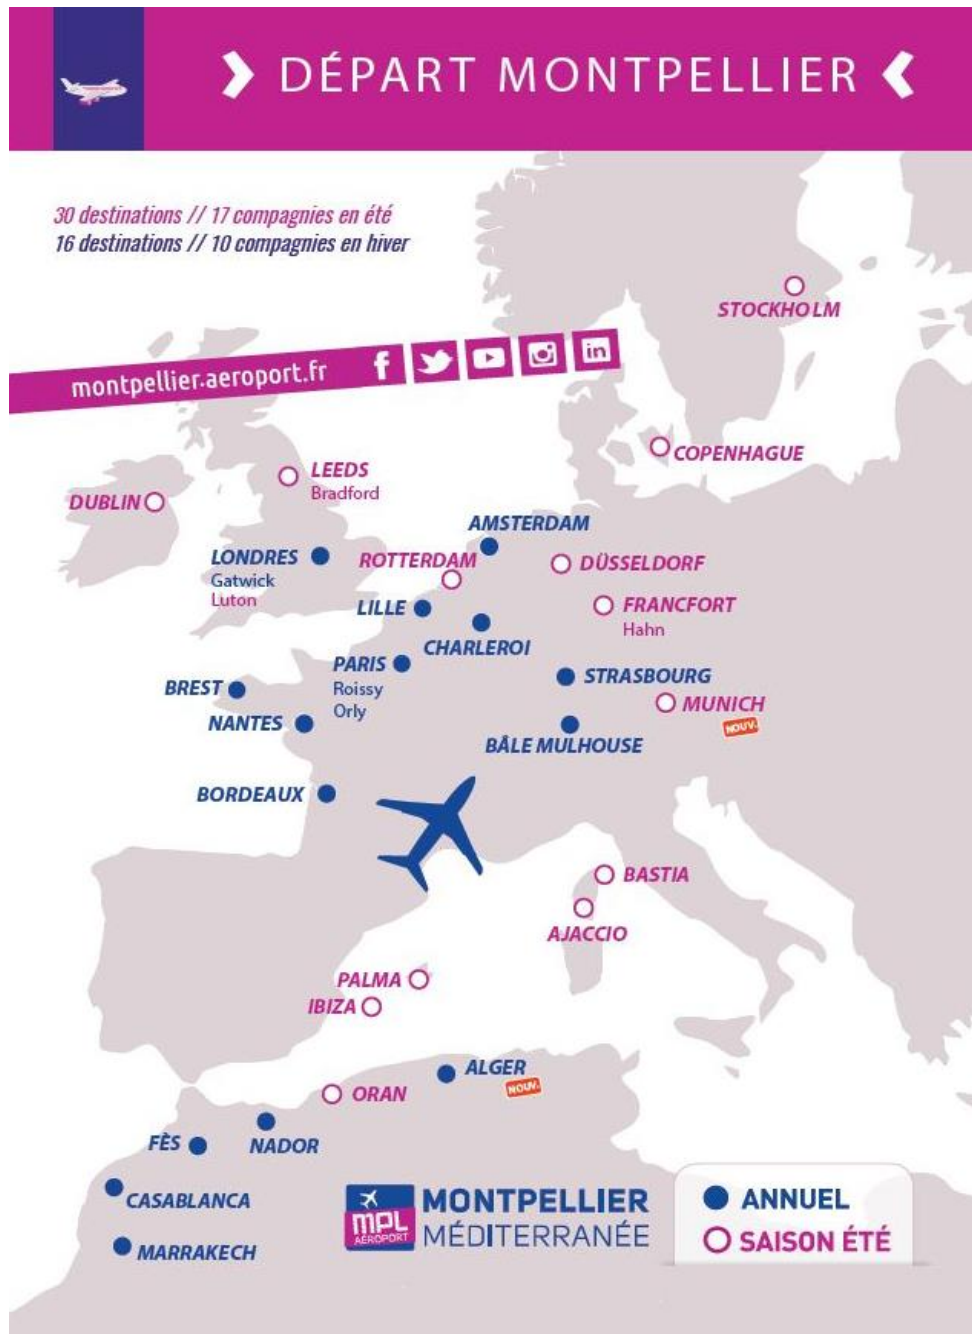 DÉPART MONTPELLIER
30 destinations // 17 compagnies en été
16 destinations // 10 compagnies en hiver
STOCKHOLM
montpellier.aeroport.fr
COPENHAGUE
LEEDS
Bradford
DUBLIN
AMSTERDAM
LONDRES
Gatwick
Luton
ROTTERDAM
DÜSSELDORF
LILLE
FRANCFORT
Hahn
CHARLEROI
PARIS
Roissy
Orly
STRASBOURG
BREST
MUNICH
NOUV.
NANTES
BÂLE MULHOUSE
BORDEAUX
BASTIA
AJACCIO
PALMA
IBIZA
ALGER
NOUV.
ORAN
FÈS
NADOR
CASABLANCA
MARRAKECH
MPL
AÉROPORT
MONTPELLIER
MÉDITERRANÉE
ANNUEL
SAISON ÉTÉ